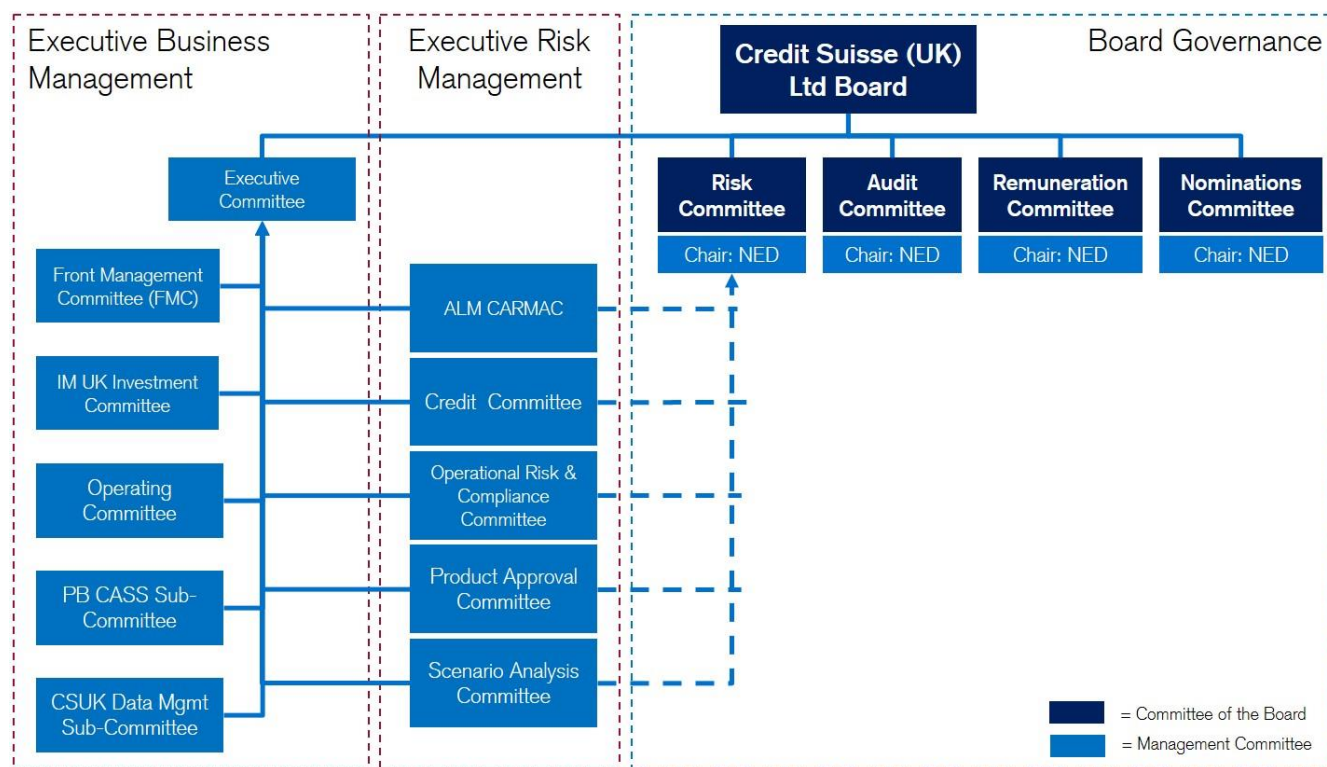 Executive Business
Management
Executive Risk
Management
Board Governance
Credit Suisse (UK)
Ltd Board
Executive
Committee
Risk
Committee
Chair: NED
Audit
Committee
Chair: NED
Remuneration
Committee
Chair: NED
Nominations
Committee
Chair: NED
Front Management
Committee (FMC)
IM UK Investment
Committee
Operating
Committee
PB CASS Sub-
Committee
CSUK Data Mgmt
Sub-Committee
ALM CARMAC
Credit Committee
Operational Risk &
Compliance
Committee
Product Approval
Committee
Scenario Analysis
Committee
= Committee of the Board
= Management Committee